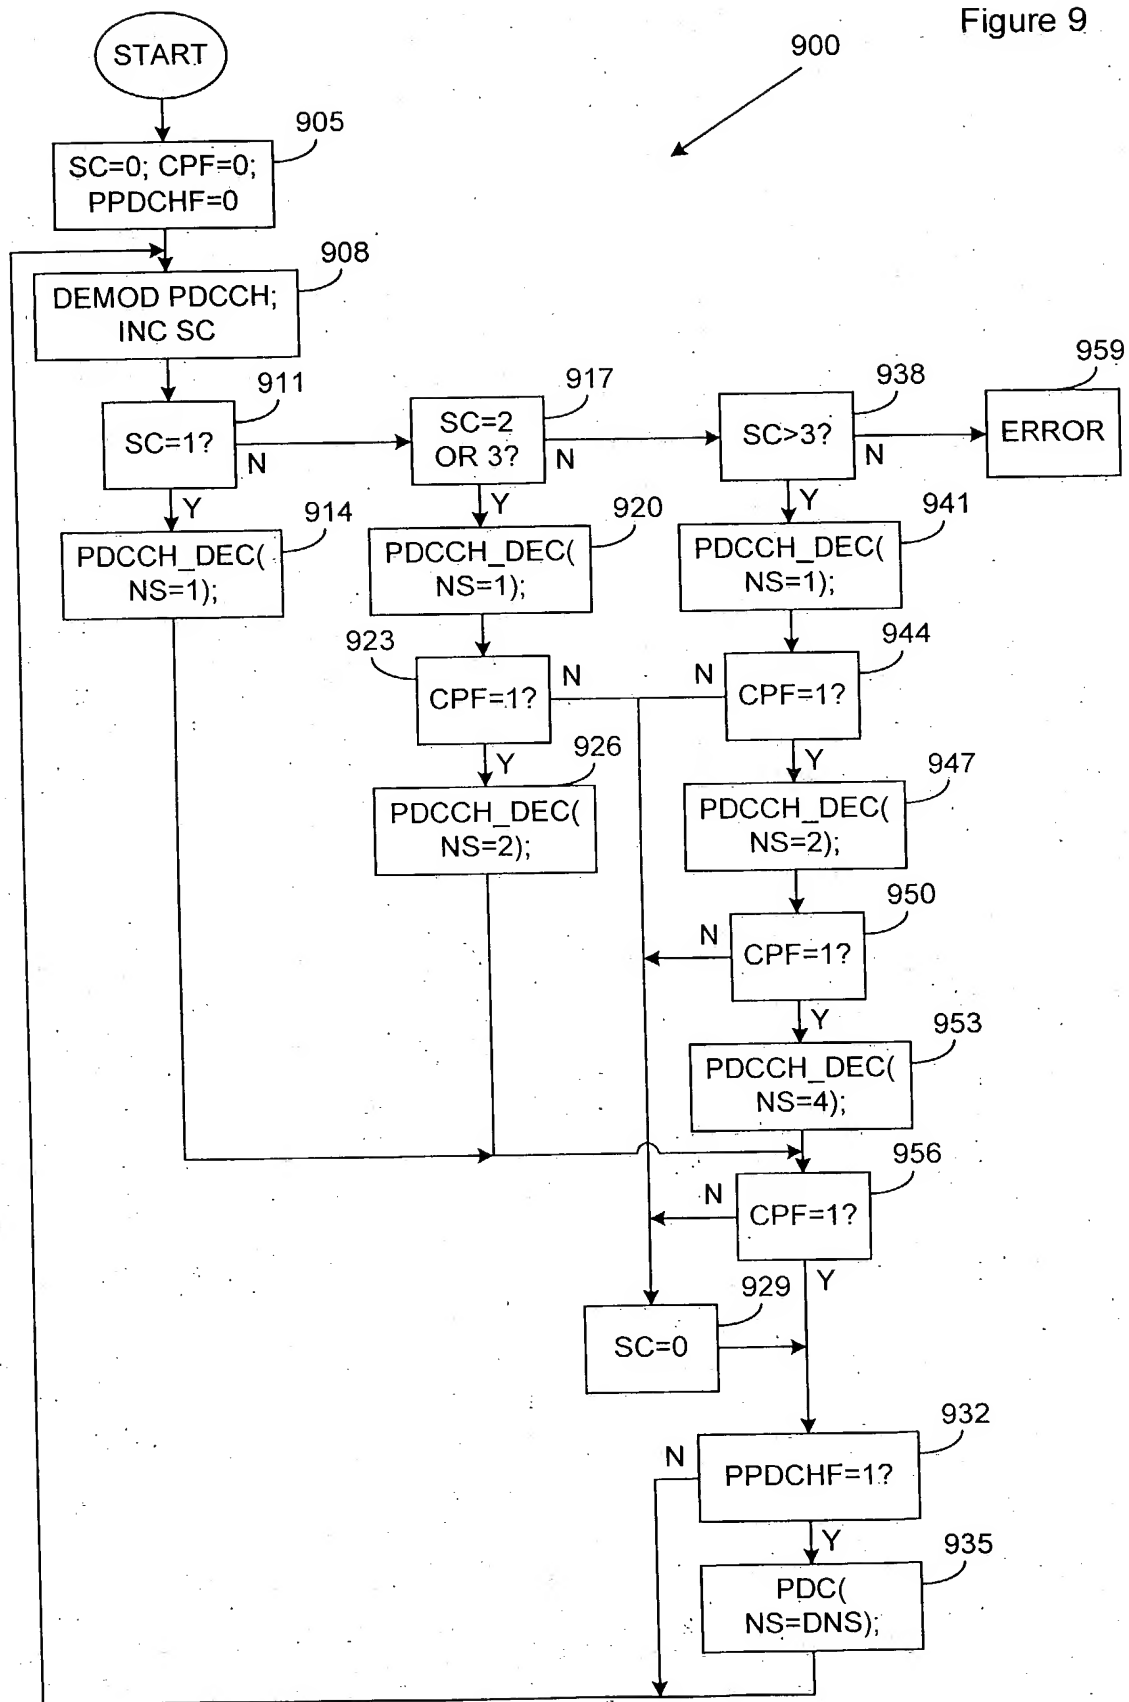 Figure 9
900
START
905
SC=0; CPF=0;
PPDCHF=0
908
DEMOD PDCCH;
INC SC
911
SC=1?
N
Y
917
SC=2
OR 3?
N
Y
938
SC>3?
N
Y
959
ERROR
914
PDCCH_DEC(
NS=1);
920
PDCCH_DEC(
NS=1);
941
PDCCH_DEC(
NS=1);
923
CPF=1?
N
Y
944
N
CPF=1?
Y
926
PDCCH_DEC(
NS=2);
947
PDCCH_DEC(
NS=2);
950
N
CPF=1?
Y
953
PDCCH_DEC(
NS=4);
956
N
CPF=1?
Y
929
SC=0
932
N
PPDCHF=1?
Y
935
PDC(
NS=DNS);